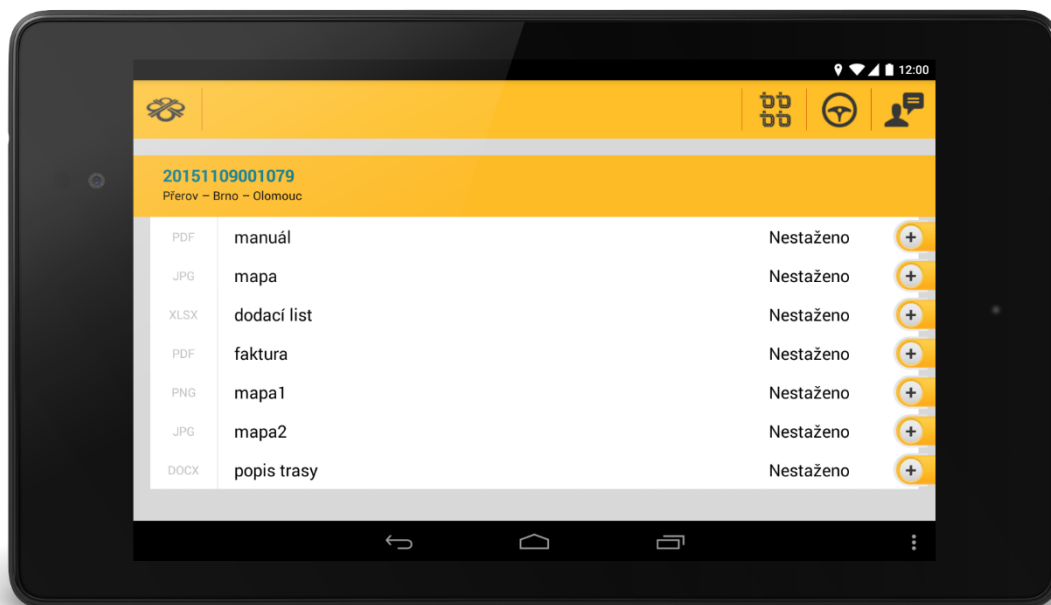 12:00
20151109001079
Přerov – Brno – Olomouc
PDF manuál Nestaženo
JPG mapa Nestaženo
XLSX dodací list Nestaženo
PDF faktura Nestaženo
PNG mapa1 Nestaženo
JPG mapa2 Nestaženo
DOCX popis trasy Nestaženo